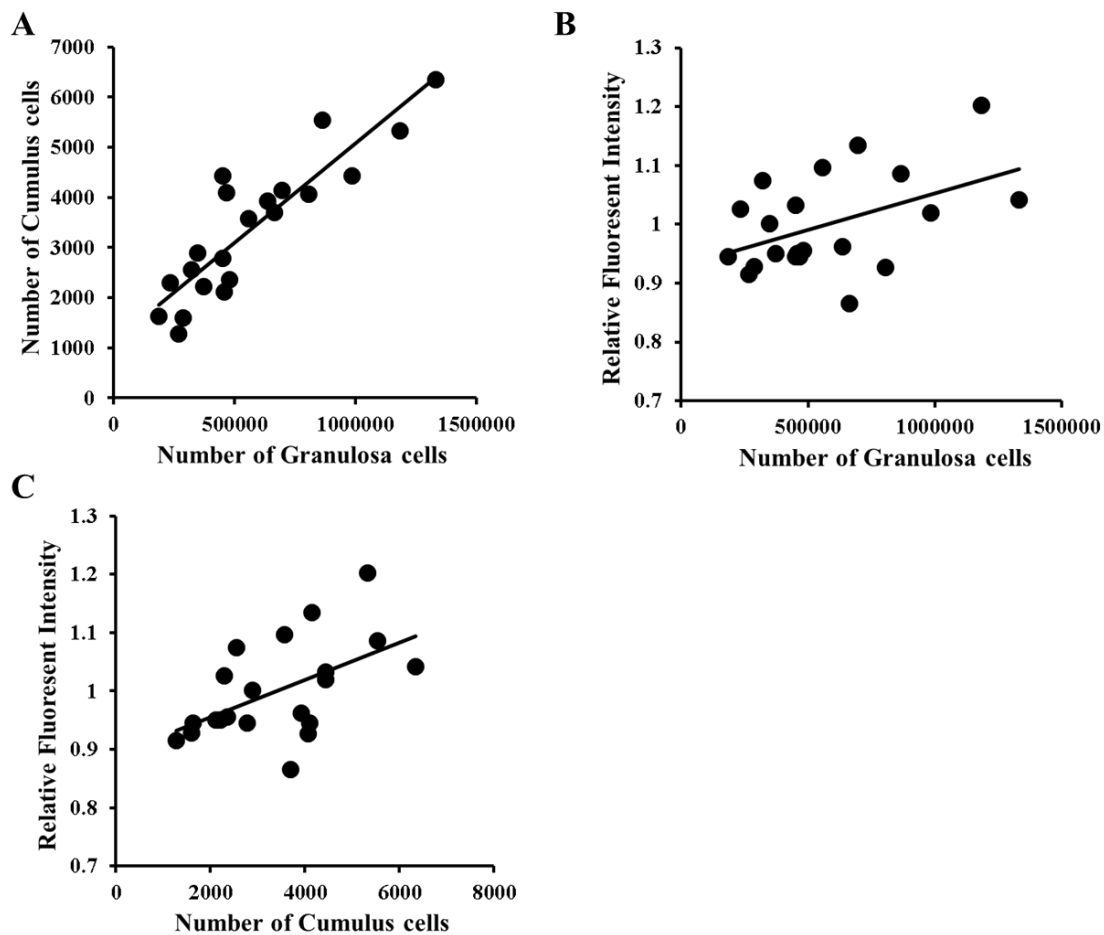 A
7000
6000
5000
4000
3000
2000
1000
0
Number of Cumulus cells
0 500000 1000000 1500000
Number of Granulosa cells
B
1.3
1.2
1.1
1
0.9
0.8
0.7
Relative Fluoresent Intensity
0 500000 1000000 1500000
Number of Granulosa cells
C
1.3
1.2
1.1
1
0.9
0.8
0.7
Relative Fluoresent Intensity
0 2000 4000 6000 8000
Number of Cumulus cells